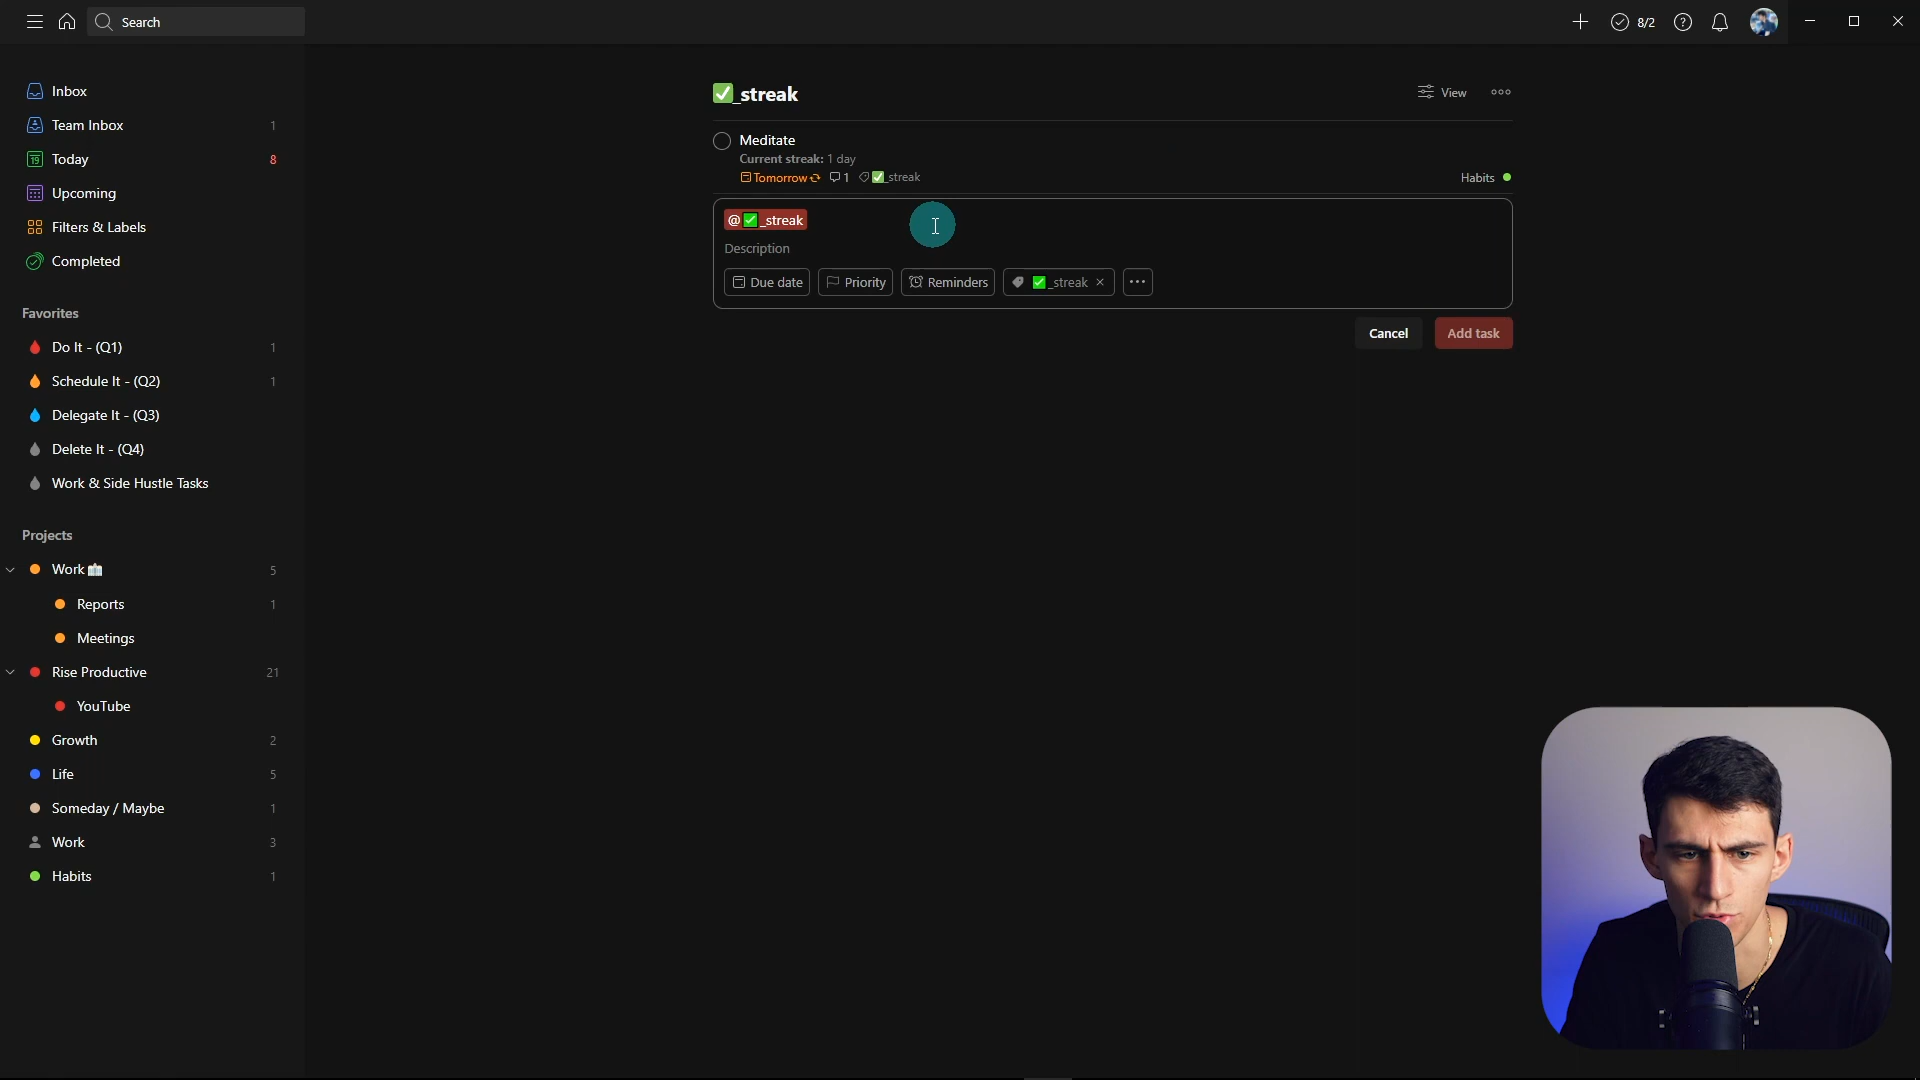 Search
8/2
Inbox
Team Inbox 1
19 Today 8
Upcoming
Filters & Labels
Completed
Favorites
Do It - (Q1) 1
Schedule It - (Q2) 1
Delegate It - (Q3)
Delete It - (Q4)
Work & Side Hustle Tasks
Projects
Work 5
Reports 1
Meetings
Rise Productive 21
YouTube
Growth 2
Life 5
Someday / Maybe 1
Work 3
Habits 1
✅_streak
View
Meditate
Current streak: 1 day
Tomorrow 1 ✅_streak
Habits
@✅_streak
Description
Due date Priority Reminders ✅_streak
Cancel Add task